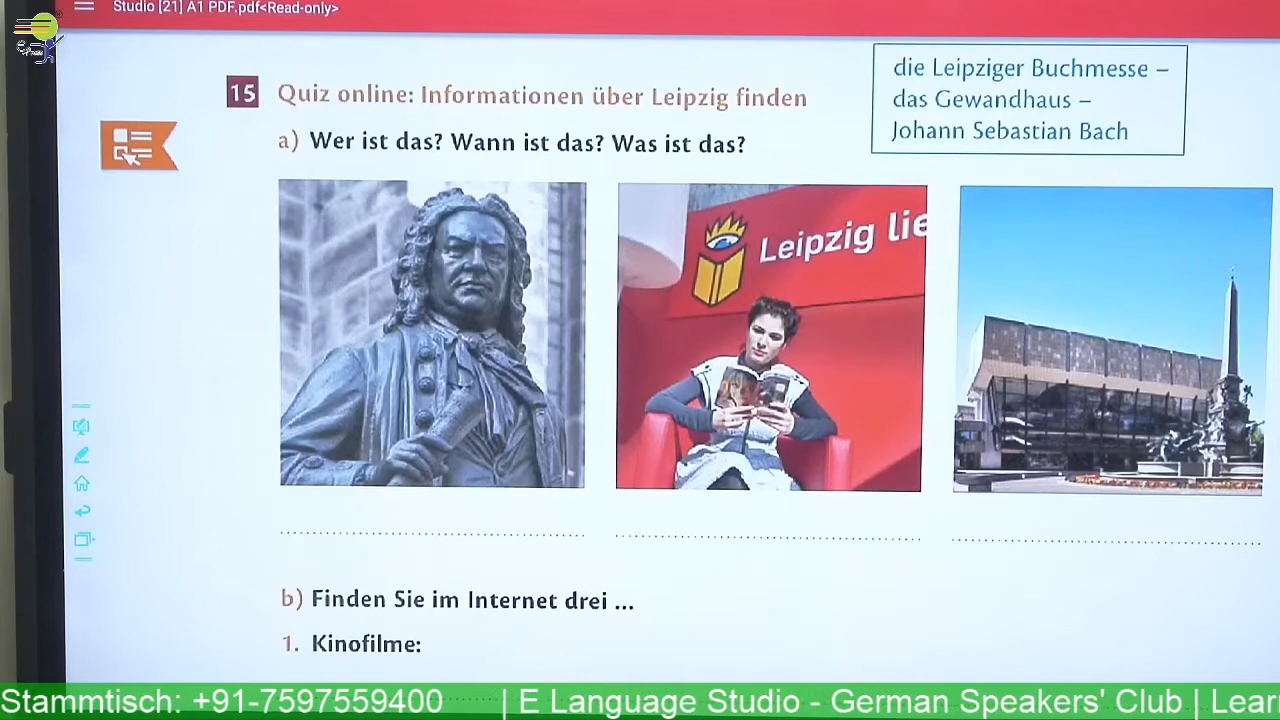 Studio [21] A1 PDF.pdf<Read-only>
die Leipziger Buchmesse –
das Gewandhaus –
Johann Sebastian Bach
15 Quiz online: Informationen über Leipzig finden
a) Wer ist das? Wann ist das? Was ist das?
Leipzig lie
b) Finden Sie im Internet drei ...
1. Kinofilme:
Stammtisch: +91-7597559400 | E Language Studio - German Speakers' Club | Lear